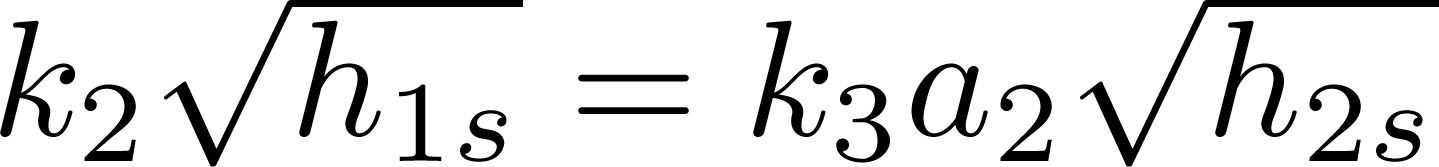 k_2 \sqrt{h_{1s}} = k_3 a_2 \sqrt{h_{2s}}